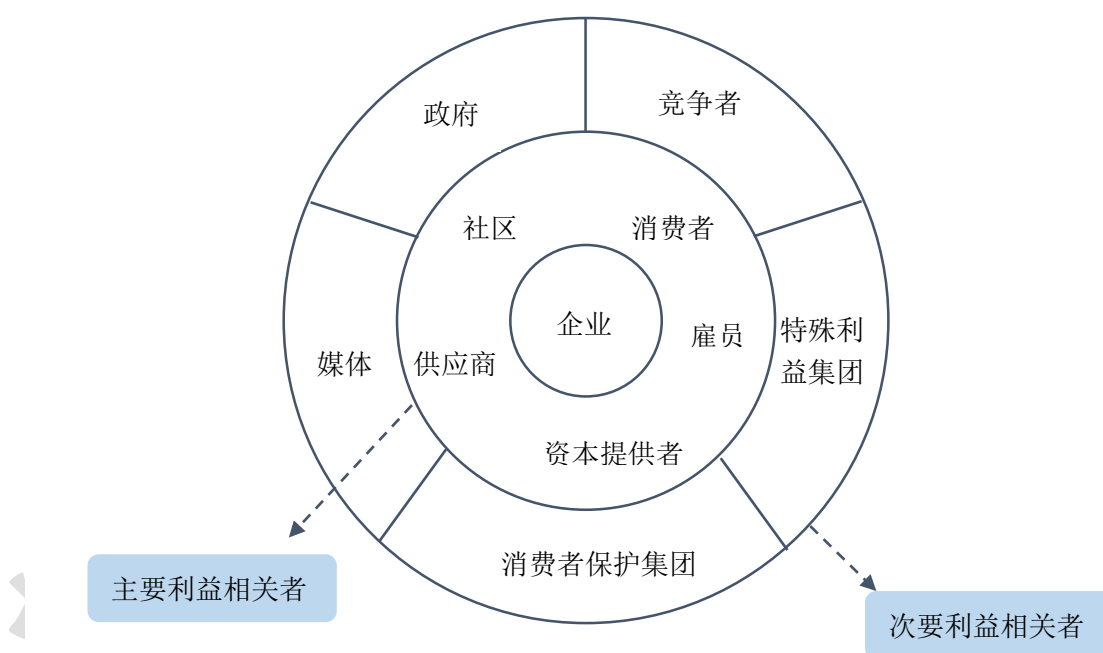 竞争者
政府
社区
消费者
企业
雇员
特殊利
益集团
媒体
供应商
资本提供者
消费者保护集团
主要利益相关者
次要利益相关者